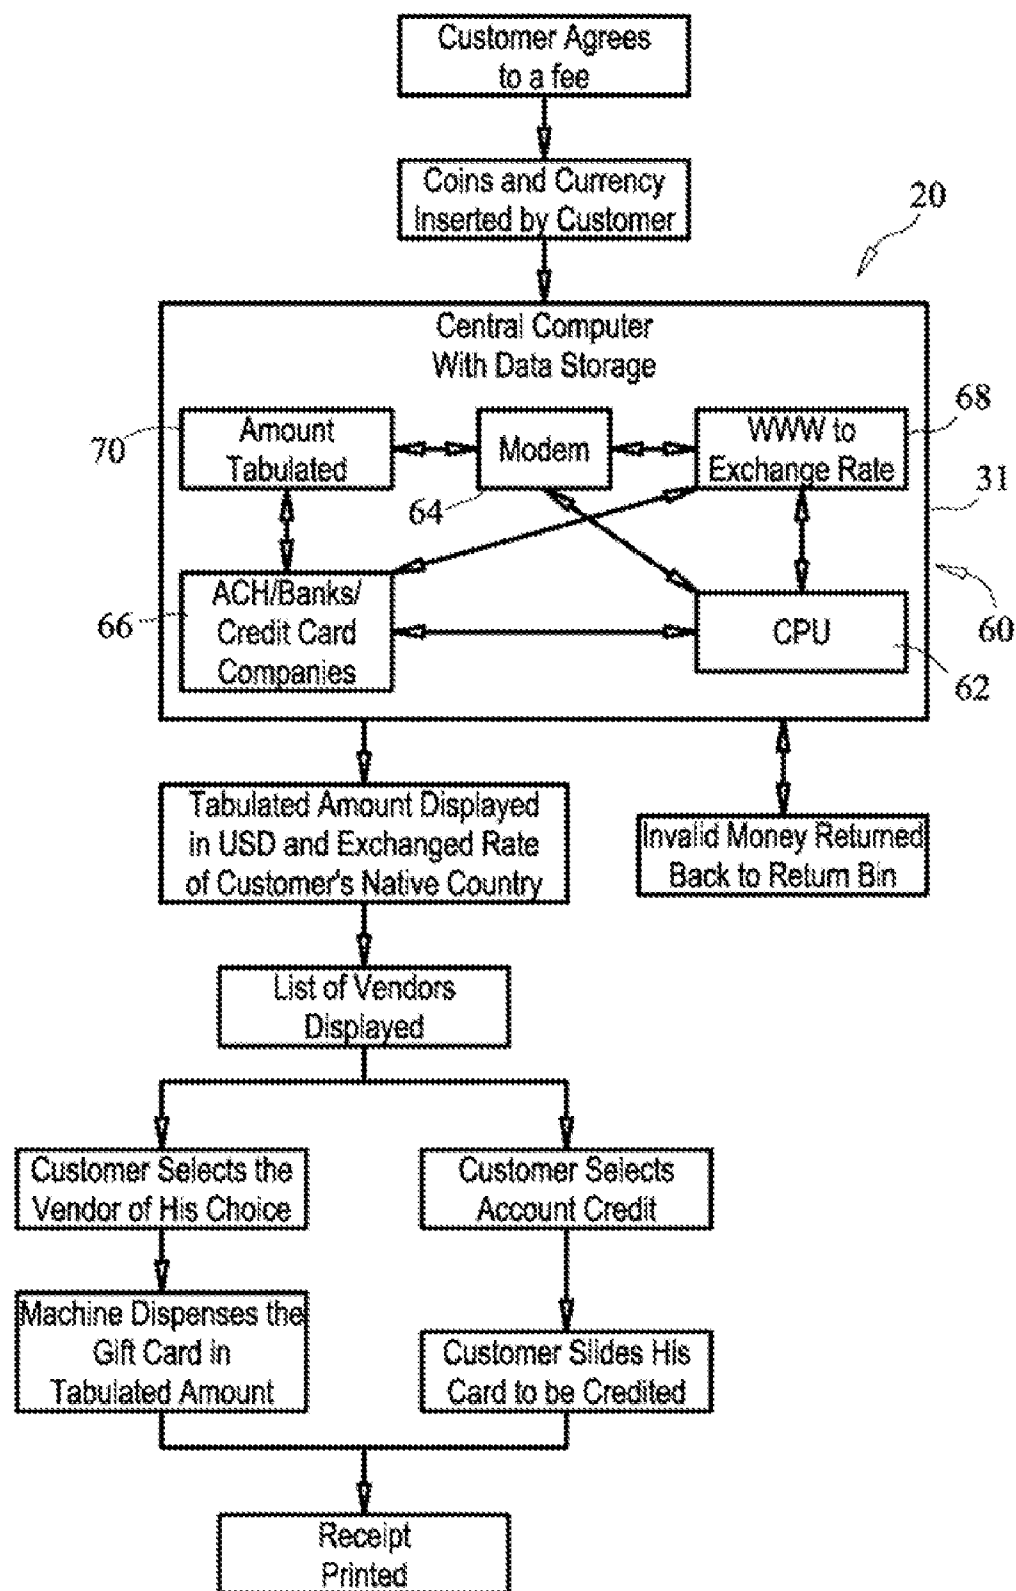 Customer Agrees
to a fee
Coins and Currency
Inserted by Customer
20
Central Computer
With Data Storage
70
Amount
Tabulated
Modem
64
WWW to
Exchange Rate
68
31
66
ACH/Banks/
Credit Card
Companies
CPU
62
60
Tabulated Amount Displayed
in USD and Exchanged Rate
of Customer's Native Country
Invalid Money Returned
Back to Return Bin
List of Vendors
Displayed
Customer Selects the
Vendor of His Choice
Customer Selects
Account Credit
Machine Dispenses the
Gift Card in
Tabulated Amount
Customer Slides His
Card to be Credited
Receipt
Printed